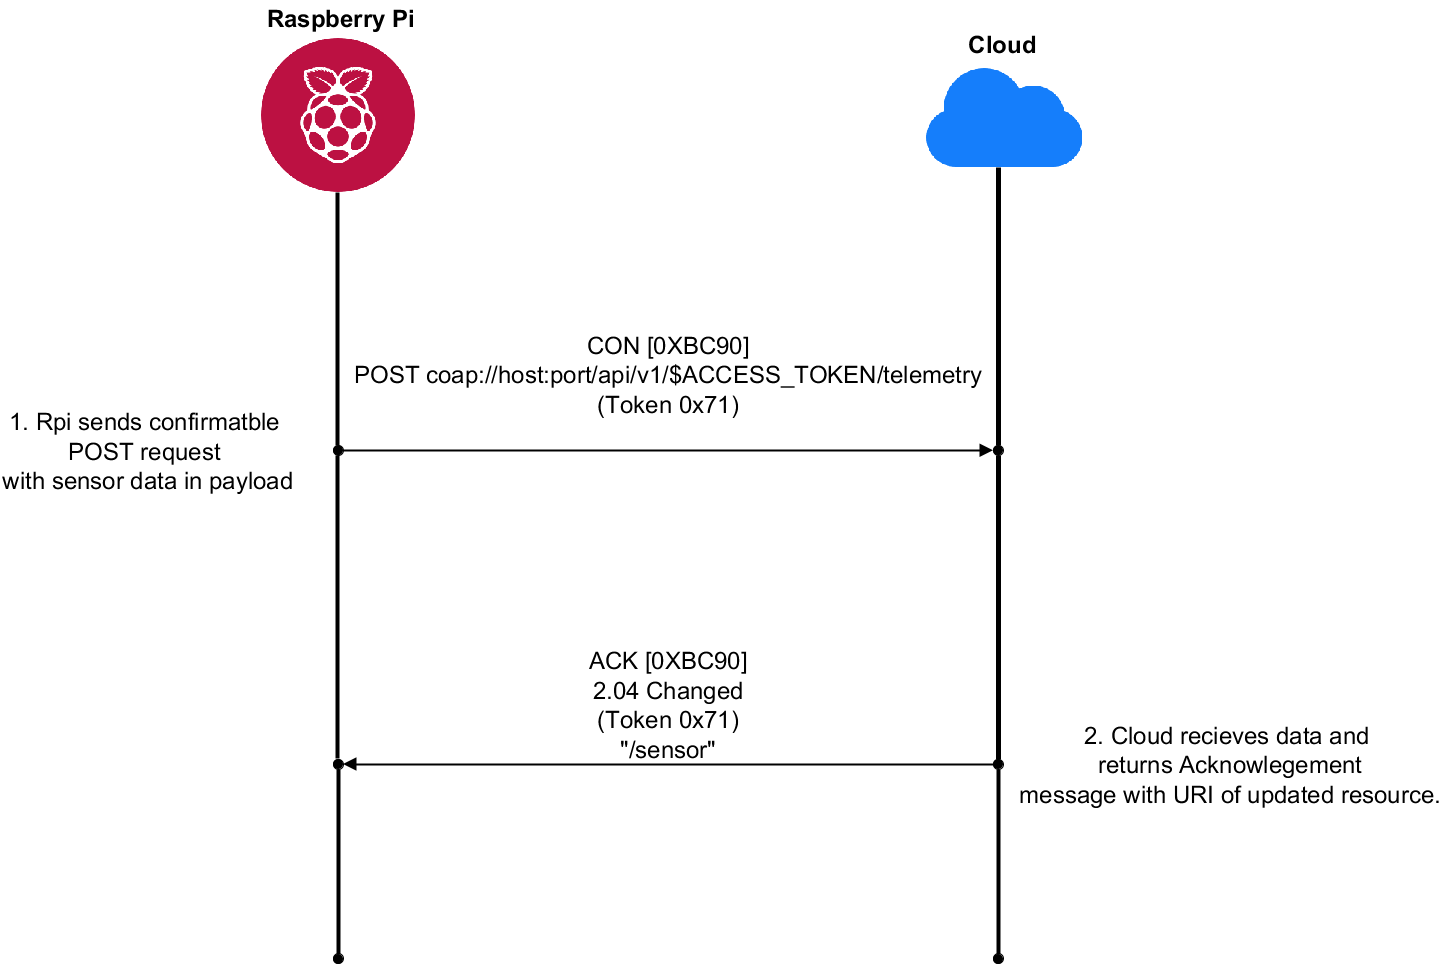 Raspberry Pi
Cloud
CON [0XBC90]
POST coap://host:port/api/v1/$ACCESS_TOKEN/telemetry
(Token 0x71)
1. Rpi sends confirmatble
POST request
with sensor data in payload
ACK [0XBC90]
2.04 Changed
(Token 0x71)
"/sensor"
2. Cloud recieves data and
returns Acknowlegement
message with URI of updated resource.